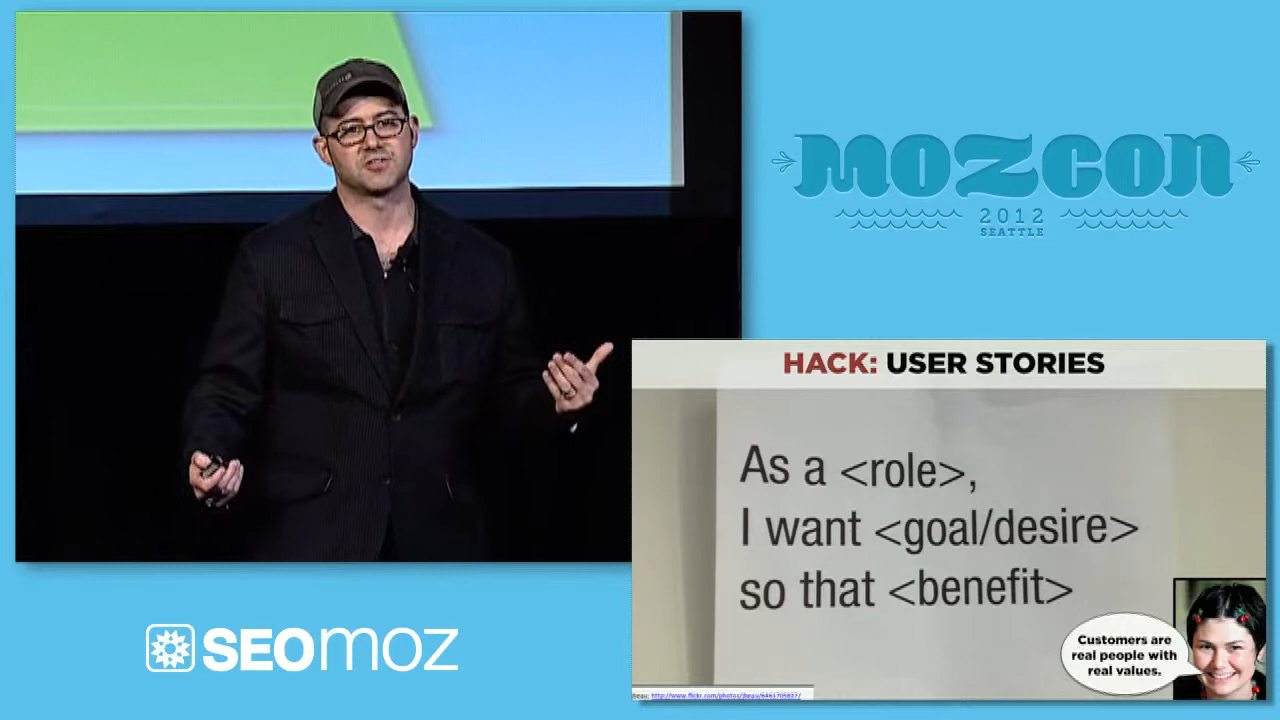 MOZCON
2012
SEATTLE
HACK: USER STORIES
As a <role>,
I want <goal/desire>
so that <benefit>
Customers are
real people with
real values.
SEOMOZ